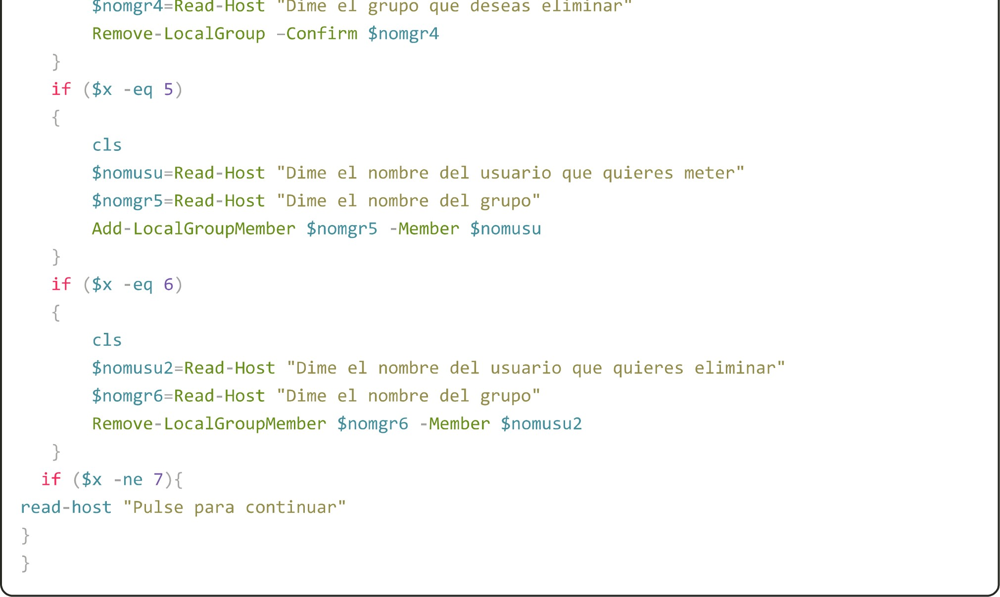 $nomgr4=Read-Host "Dime el grupo que deseas eliminar"
Remove-LocalGroup –Confirm $nomgr4
}
if ($x -eq 5)
{
cls
$nomusu=Read-Host "Dime el nombre del usuario que quieres meter"
$nomgr5=Read-Host "Dime el nombre del grupo"
Add-LocalGroupMember $nomgr5 -Member $nomusu
}
if ($x -eq 6)
{
cls
$nomusu2=Read-Host "Dime el nombre del usuario que quieres eliminar"
$nomgr6=Read-Host "Dime el nombre del grupo"
Remove-LocalGroupMember $nomgr6 -Member $nomusu2
}
if ($x -ne 7){
read-host "Pulse para continuar"
}
}